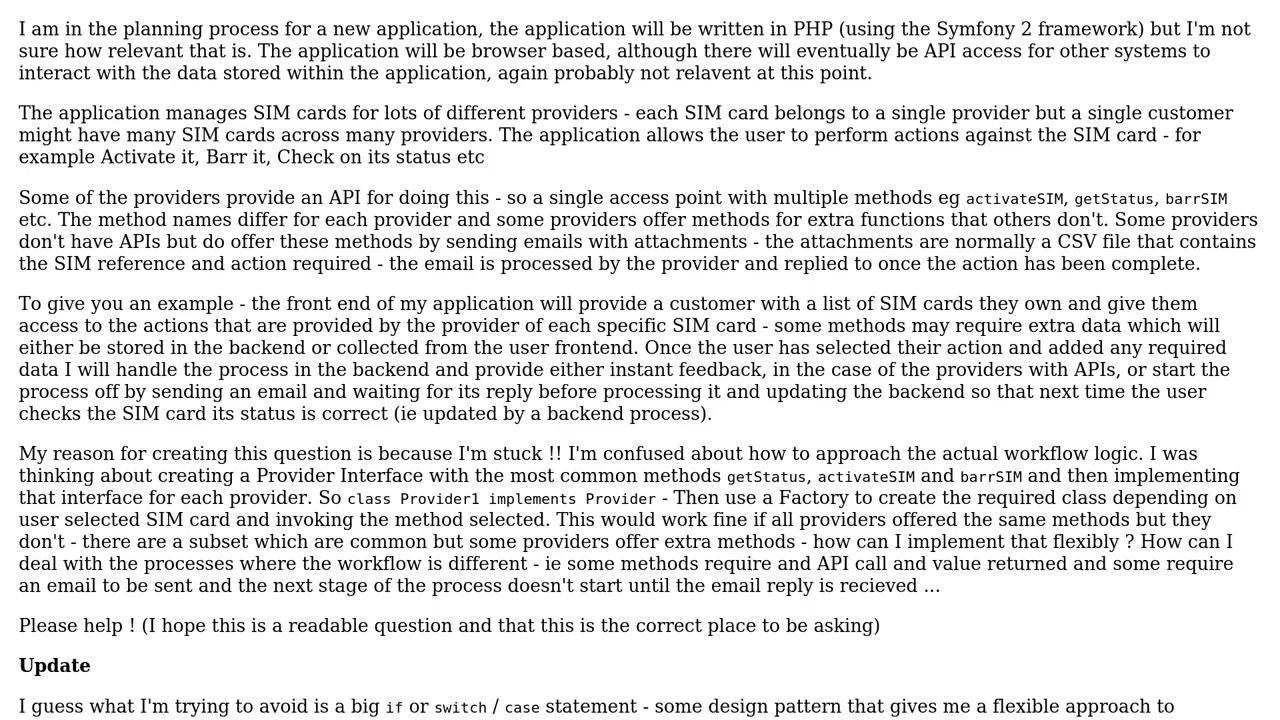 I am in the planning process for a new application, the application will be written in PHP (using the Symfony 2 framework) but I'm not
sure how relevant that is. The application will be browser based, although there will eventually be API access for other systems to
interact with the data stored within the application, again probably not relavent at this point.
The application manages SIM cards for lots of different providers - each SIM card belongs to a single provider but a single customer
might have many SIM cards across many providers. The application allows the user to perform actions against the SIM card - for
example Activate it, Barr it, Check on its status etc
Some of the providers provide an API for doing this - so a single access point with multiple methods eg activateSIM, getStatus, barrSIM
etc. The method names differ for each provider and some providers offer methods for extra functions that others don't. Some providers
don't have APIs but do offer these methods by sending emails with attachments - the attachments are normally a CSV file that contains
the SIM reference and action required - the email is processed by the provider and replied to once the action has been complete.
To give you an example - the front end of my application will provide a customer with a list of SIM cards they own and give them
access to the actions that are provided by the provider of each specific SIM card - some methods may require extra data which will
either be stored in the backend or collected from the user frontend. Once the user has selected their action and added any required
data I will handle the process in the backend and provide either instant feedback, in the case of the providers with APIs, or start the
process off by sending an email and waiting for its reply before processing it and updating the backend so that next time the user
checks the SIM card its status is correct (ie updated by a backend process).
My reason for creating this question is because I'm stuck !! I'm confused about how to approach the actual workflow logic. I was
thinking about creating a Provider Interface with the most common methods getStatus, activateSIM and barrSIM and then implementing
that interface for each provider. So class Provider1 implements Provider - Then use a Factory to create the required class depending on
user selected SIM card and invoking the method selected. This would work fine if all providers offered the same methods but they
don't - there are a subset which are common but some providers offer extra methods - how can I implement that flexibly ? How can I
deal with the processes where the workflow is different - ie some methods require and API call and value returned and some require
an email to be sent and the next stage of the process doesn't start until the email reply is recieved ...
Please help ! (I hope this is a readable question and that this is the correct place to be asking)
Update
I guess what I'm trying to avoid is a big if or switch / case statement - some design pattern that gives me a flexible approach to